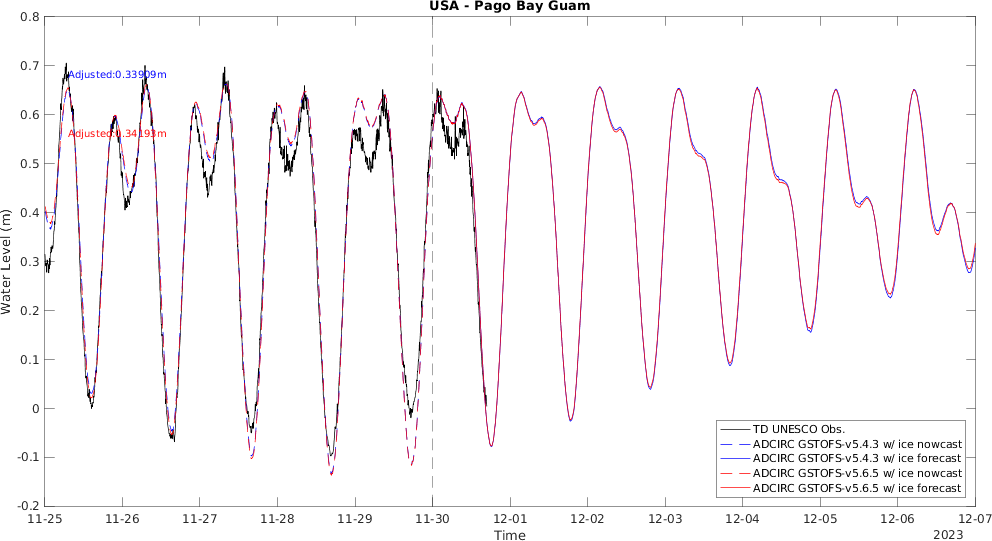 USA - Pago Bay Guam
0.8
0.7
0.6
0.5
0.4
0.3
0.2
0.1
0
-0.1
-0.2
Water Level (m)
Adjusted:0.33909m
Adjusted:0.34193m
TD UNESCO Obs.
ADCIRC GSTOFS-v5.4.3 w/ ice nowcast
ADCIRC GSTOFS-v5.4.3 w/ ice forecast
ADCIRC GSTOFS-v5.6.5 w/ ice nowcast
ADCIRC GSTOFS-v5.6.5 w/ ice forecast
11-25 11-26 11-27 11-28 11-29 11-30 12-01 12-02 12-03 12-04 12-05 12-06 12-07
Time
2023